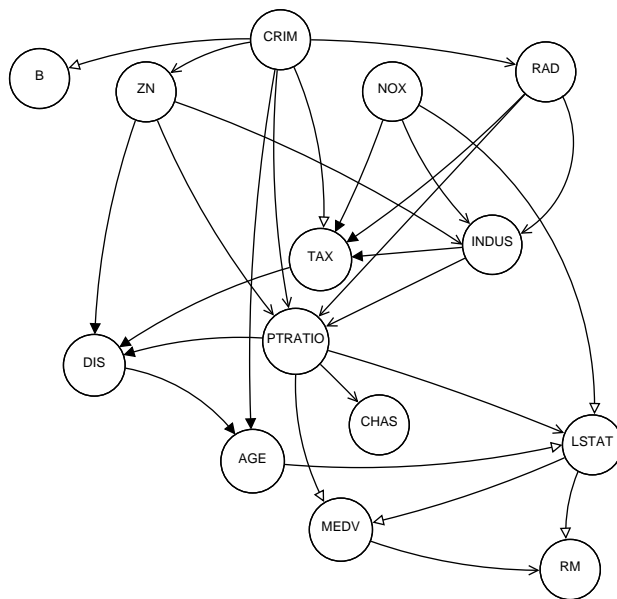 CRIM
B
ZN
NOX
RAD
TAX
INDUS
PTRATIO
DIS
CHAS
LSTAT
AGE
MEDV
RM